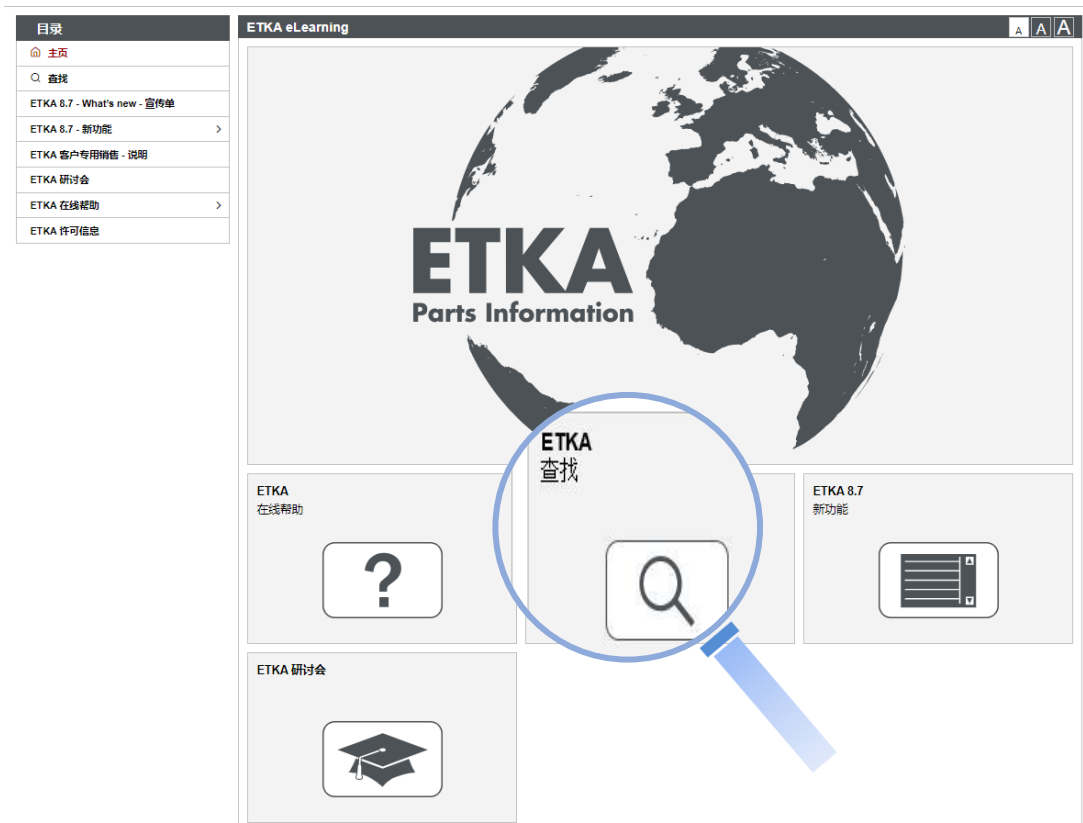 目录
主页
查找
ETKA 8.7 - What's new - 宣传单
ETKA 8.7 - 新功能
ETKA 客户专用销售 - 说明
ETKA 研讨会
ETKA 在线帮助
ETKA 许可信息
ETKA eLearning
A A A
ETKA
Parts Information
ETKA
在线帮助
?
ETKA
查找
ETKA 8.7
新功能
ETKA 研讨会